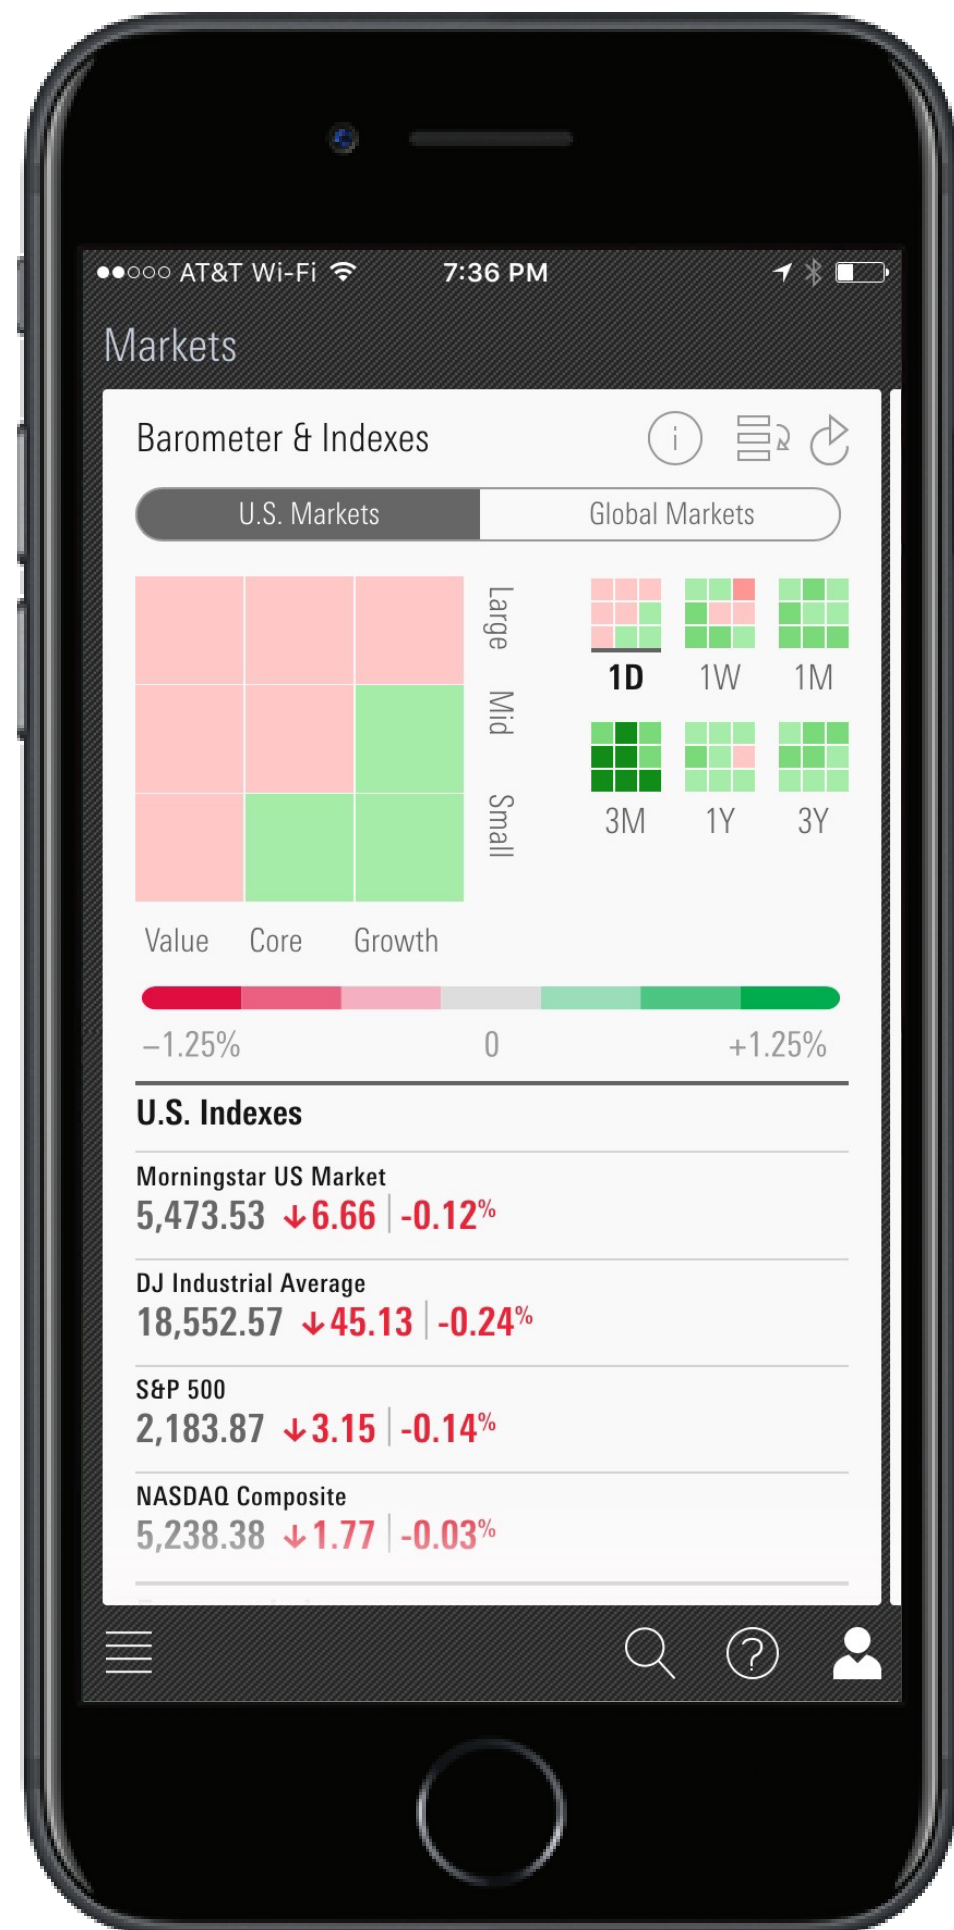 AT&T Wi-Fi 7:36 PM
Markets
Barometer & Indexes
U.S. Markets Global Markets
Large
Mid
Small
1D 1W 1M
3M 1Y 3Y
Value Core Growth
–1.25% 0 +1.25%
U.S. Indexes
Morningstar US Market
5,473.53 ↓6.66 -0.12%
DJ Industrial Average
18,552.57 ↓45.13 -0.24%
S&P 500
2,183.87 ↓3.15 -0.14%
NASDAQ Composite
5,238.38 ↓1.77 -0.03%